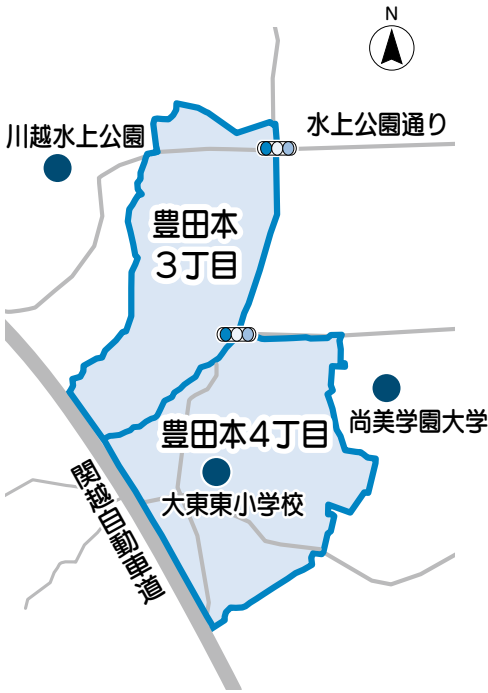 N
水上公園通り
川越水上公園
豊田本
3丁目
尚美学園大学
豊田本4丁目
大東東小学校
関越自動車道